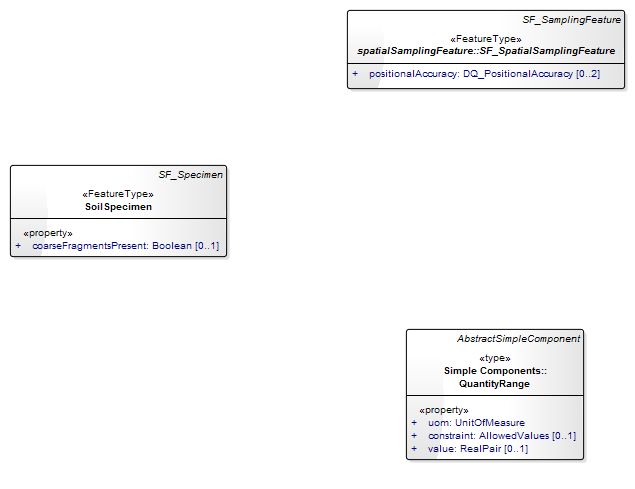 SF_SamplingFeature
«FeatureType»
spatialSamplingFeature::SF_SpatialSamplingFeature
+ positionalAccuracy: DQ_PositionalAccuracy [0..2]
SF_Specimen
«FeatureType»
SoilSpecimen
«property»
+ coarseFragmentsPresent: Boolean [0..1]
AbstractSimpleComponent
«type»
Simple Components::
QuantityRange
«property»
+ uom: UnitOfMeasure
+ constraint: AllowedValues [0..1]
+ value: RealPair [0..1]